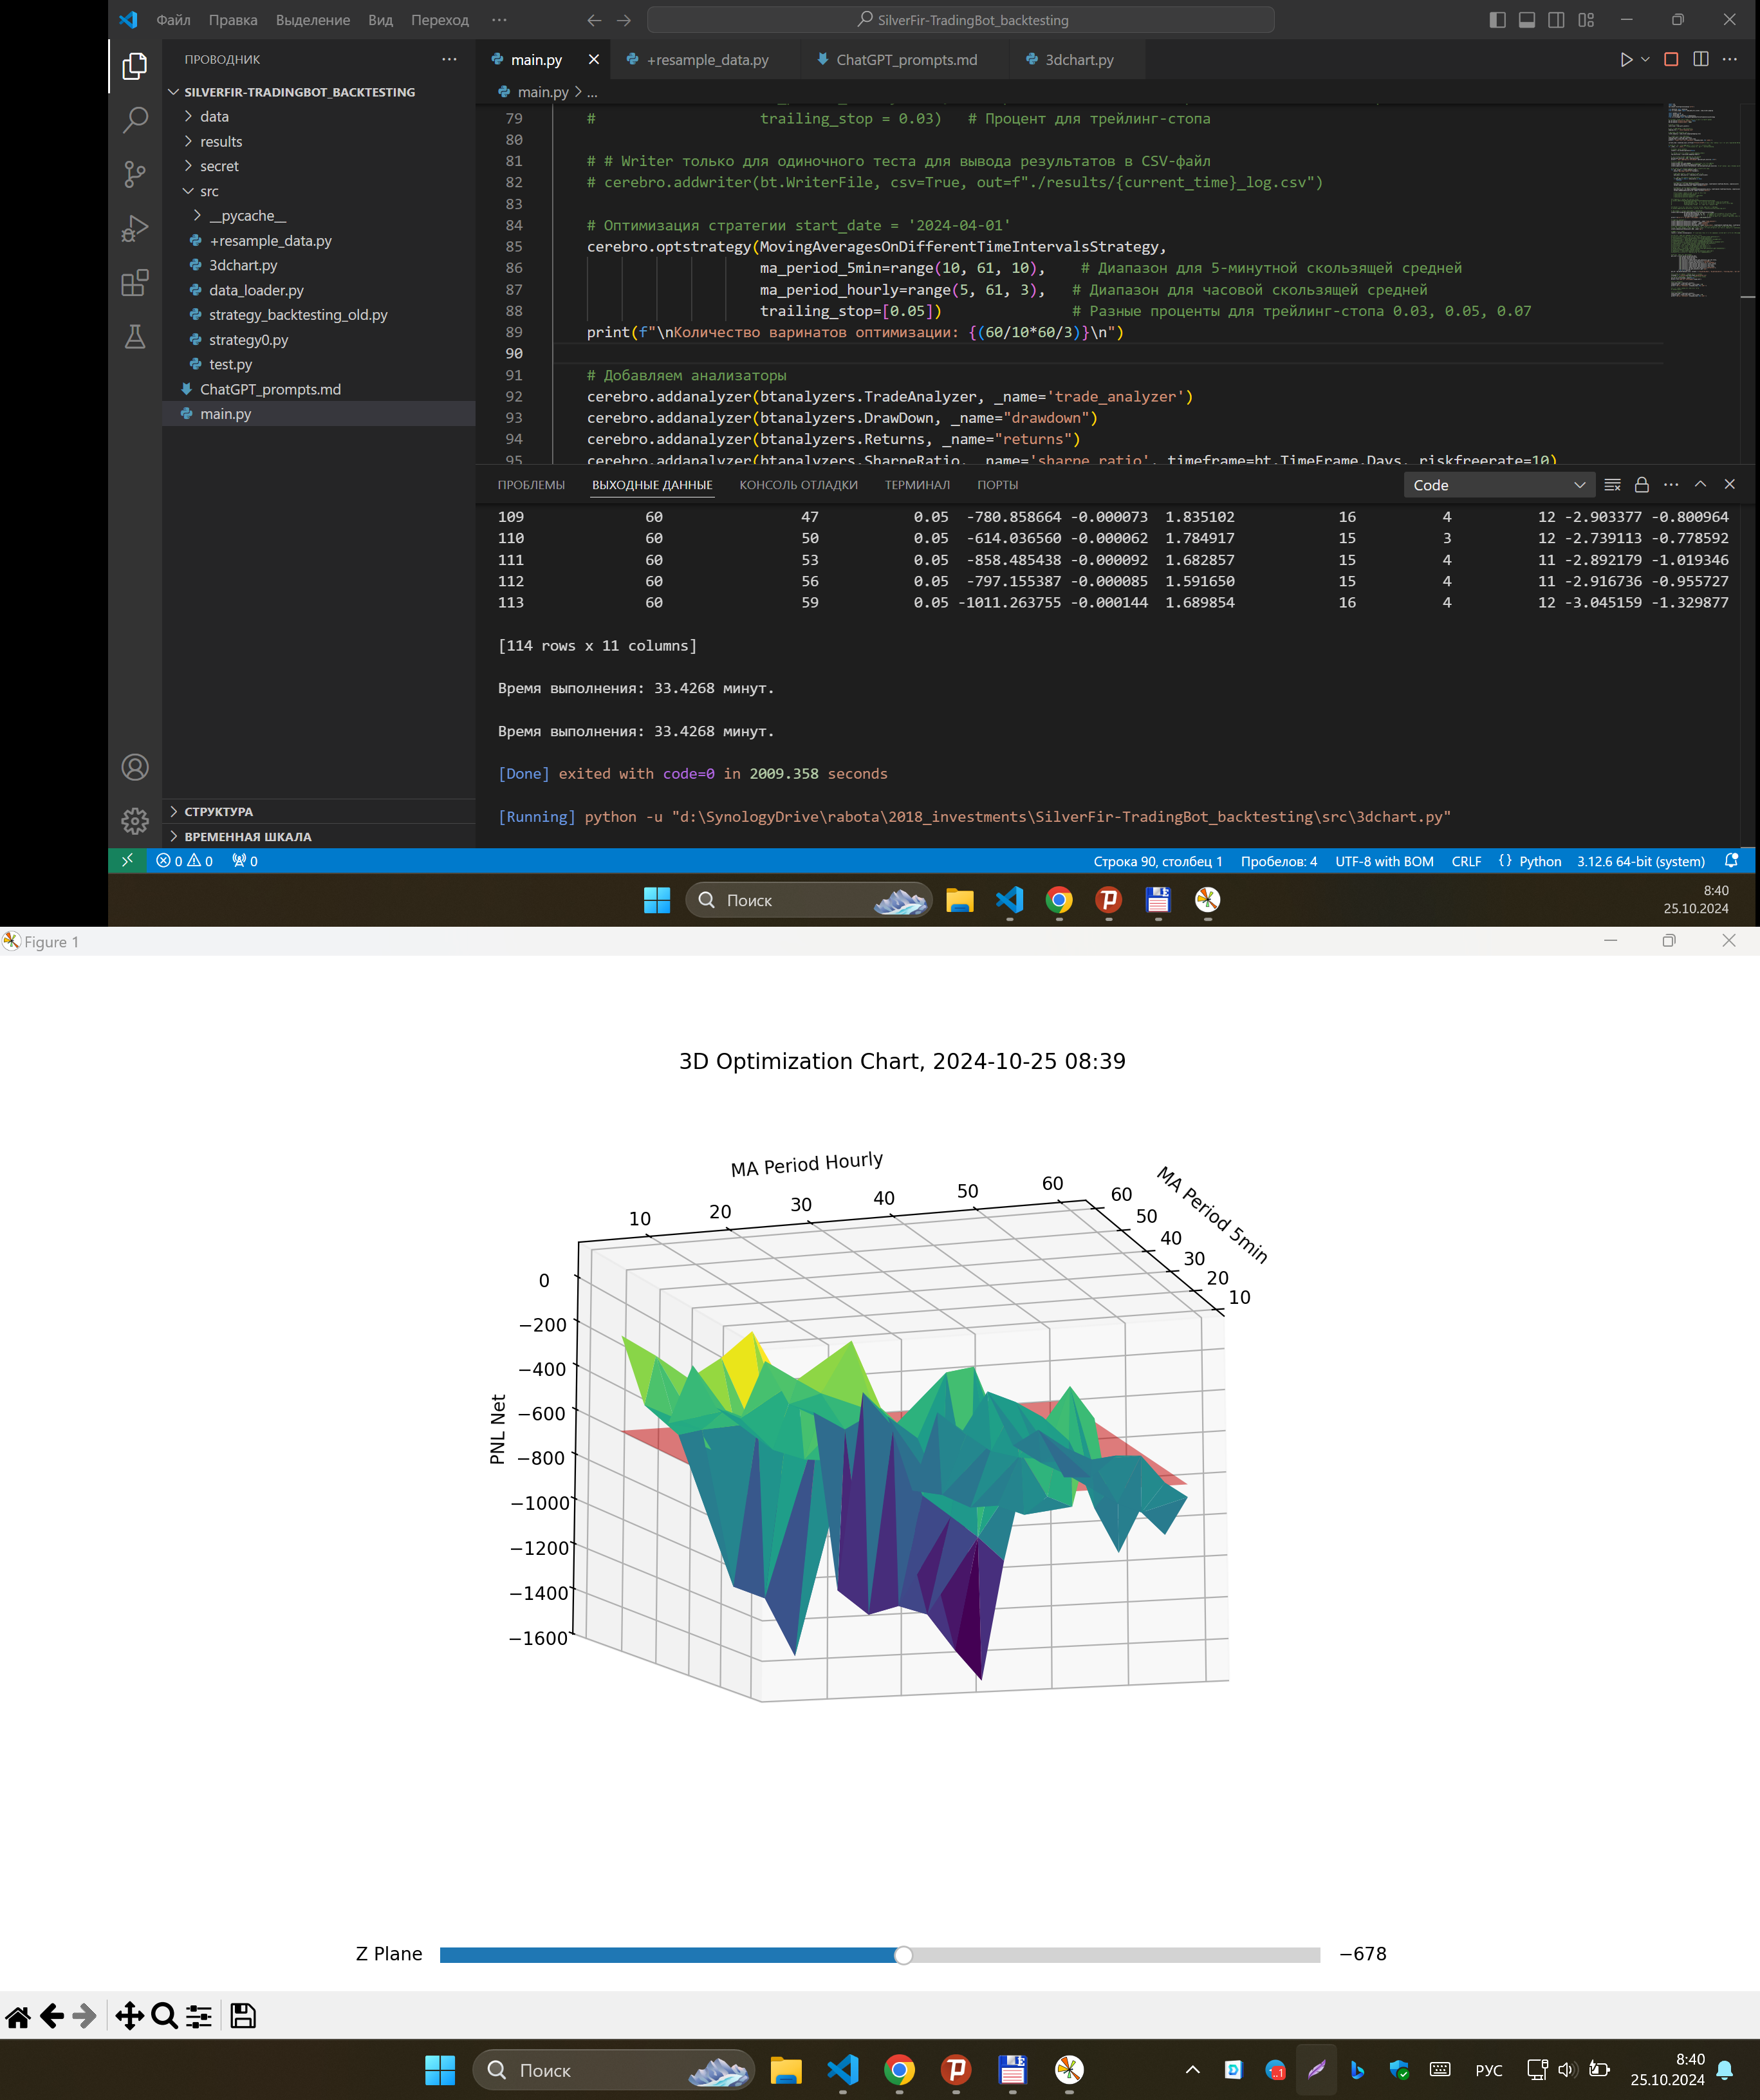 Файл Правка Выделение Вид Переход ··· SilverFir-TradingBot_backtesting
ПРОВОДНИК
SILVERFIR-TRADINGBOT_BACKTESTING
data
results
secret
src
__pycache__
+resample_data.py
3dchart.py
data_loader.py
strategy_backtesting_old.py
strategy0.py
test.py
ChatGPT_prompts.md
main.py
СТРУКТУРА
ВРЕМЕННАЯ ШКАЛА
main.py +resample_data.py ChatGPT_prompts.md 3dchart.py
main.py > ...
79 # trailing_stop = 0.03) # Процент для трейлинг-стопа
80
81 # # Writer только для одиночного теста для вывода результатов в CSV-файл
82 # cerebro.addwriter(bt.WriterFile, csv=True, out=f"./results/{current_time}_log.csv")
83
84 # Оптимизация стратегии start_date = '2024-04-01'
85 cerebro.optstrategy(MovingAveragesOnDifferentTimeIntervalsStrategy,
86 ma_period_5min=range(10, 61, 10), # Диапазон для 5-минутной скользящей средней
87 ma_period_hourly=range(5, 61, 3), # Диапазон для часовой скользящей средней
88 trailing_stop=[0.05]) # Разные проценты для трейлинг-стопа 0.03, 0.05, 0.07
89 print(f"\nКоличество варинатов оптимизации: {(60/10*60/3)}\n")
90
91 # Добавляем анализаторы
92 cerebro.addanalyzer(btanalyzers.TradeAnalyzer, _name='trade_analyzer')
93 cerebro.addanalyzer(btanalyzers.DrawDown, _name="drawdown")
94 cerebro.addanalyzer(btanalyzers.Returns, _name="returns")
95 cerebro.addanalyzer(btanalyzers.SharpeRatio, _name='sharpe_ratio', timeframe=bt.TimeFrame.Days, riskfreerate=10)
ПРОБЛЕМЫ ВЫХОДНЫЕ ДАННЫЕ КОНСОЛЬ ОТЛАДКИ ТЕРМИНАЛ ПОРТЫ Code
109 60 47 0.05 -780.858664 -0.000073 1.835102 16 4 12 -2.903377 -0.800964
110 60 50 0.05 -614.036560 -0.000062 1.784917 15 3 12 -2.739113 -0.778592
111 60 53 0.05 -858.485438 -0.000092 1.682857 15 4 11 -2.892179 -1.019346
112 60 56 0.05 -797.155387 -0.000085 1.591650 15 4 11 -2.916736 -0.955727
113 60 59 0.05 -1011.263755 -0.000144 1.689854 16 4 12 -3.045159 -1.329877
[114 rows x 11 columns]
Время выполнения: 33.4268 минут.
Время выполнения: 33.4268 минут.
[Done] exited with code=0 in 2009.358 seconds
[Running] python -u "d:\SynologyDrive\rabota\2018_investments\SilverFir-TradingBot_backtesting\src\3dchart.py"
0 0 0 Строка 90, столбец 1 Пробелов: 4 UTF-8 with BOM CRLF {} Python 3.12.6 64-bit (system)
Поиск
8:40
25.10.2024
Figure 1
3D Optimization Chart, 2024-10-25 08:39
MA Period Hourly
10 20 30 40 50 60
MA Period 5min
60
50
40
30
20
10
PNL Net
0
−200
−400
−600
−800
−1000
−1200
−1400
−1600
Z Plane −678
Поиск
РУС
8:40
25.10.2024